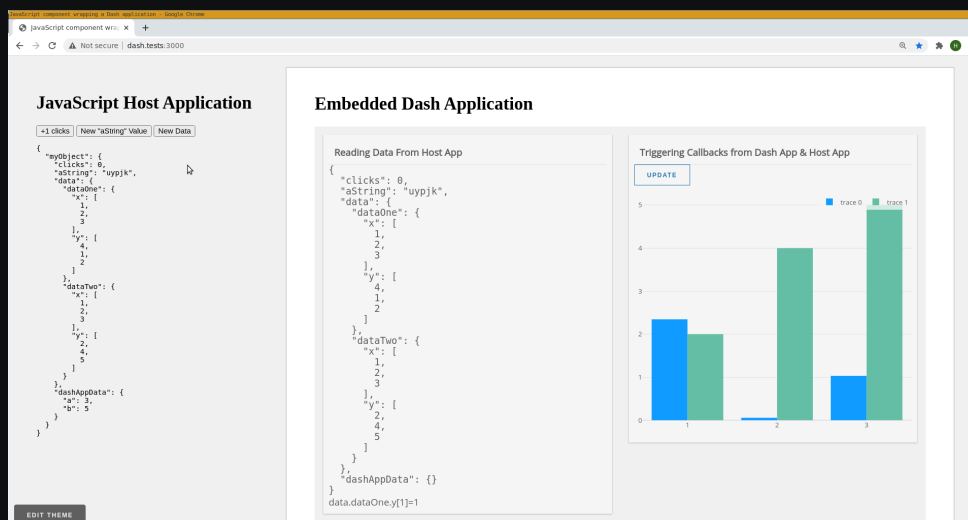 JavaScript component wrapping a Dash application - Google Chrome
JavaScript component wra
Not secure | dash.tests:3000
H
JavaScript Host Application
+1 clicks New "aString" Value New Data
{
"myObject": {
"clicks": 0,
"aString": "uypjk",
"data": {
"dataOne": {
"x": [
1,
2,
3
],
"y": [
4,
1,
2
]
},
"dataTwo": {
"x": [
1,
2,
3
],
"y": [
2,
4,
5
]
}
},
"dashAppData": {
"a": 3,
"b": 5
}
}
}
EDIT THEME
Embedded Dash Application
Reading Data From Host App
{
"clicks": 0,
"aString": "uypjk",
"data": {
"dataOne": {
"x": [
1,
2,
3
],
"y": [
4,
1,
2
]
},
"dataTwo": {
"x": [
1,
2,
3
],
"y": [
2,
4,
5
]
}
},
"dashAppData": {}
}
data.dataOne.y[1]=1
Triggering Callbacks from Dash App & Host App
UPDATE
trace 0 trace 1
5
4
3
2
1
0
1 2 3